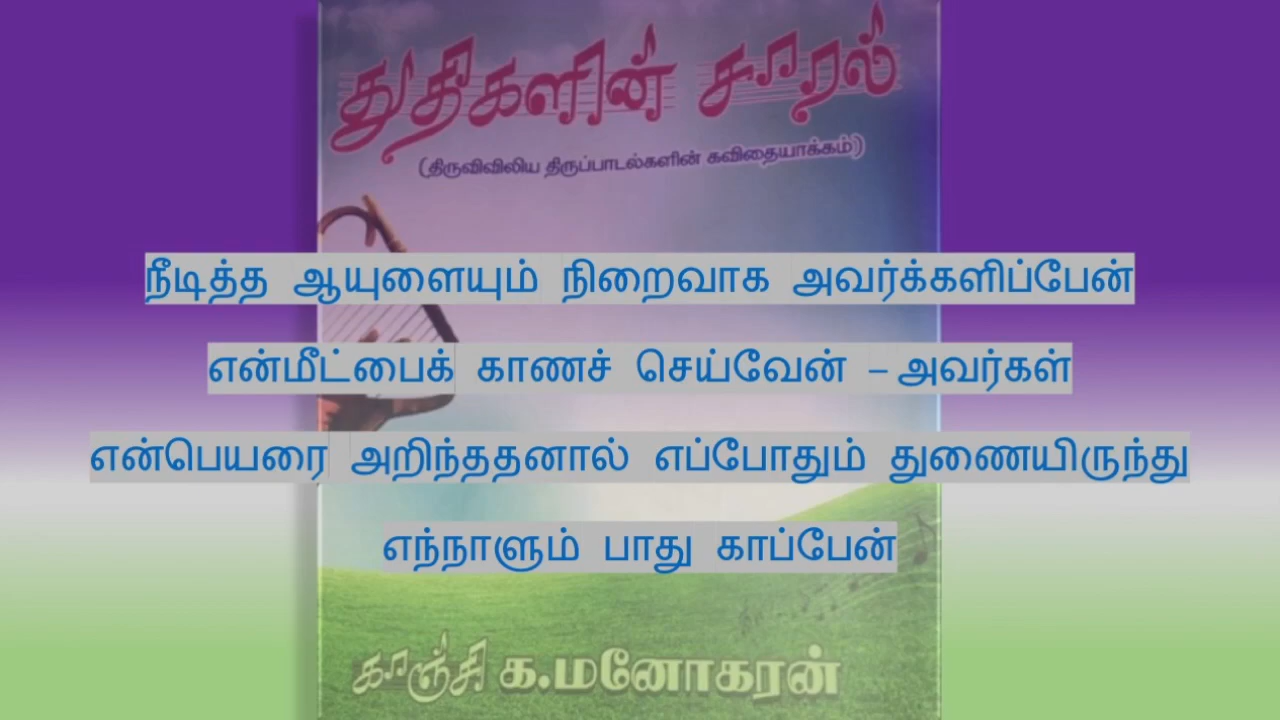 துதிகளின் சாரல்
(திருவிவிலிய திருப்பாடல்களின் கவிதையாக்கம்)
நீடித்த ஆயுளையும் நிறைவாக அவர்க்களிப்பேன்
என்மீட்பைக் காணச் செய்வேன் – அவர்கள்
என்பெயரை அறிந்ததனால் எப்போதும் துணையிருந்து
எந்நாளும் பாது காப்பேன்
காஞ்சி க.மனோகரன்